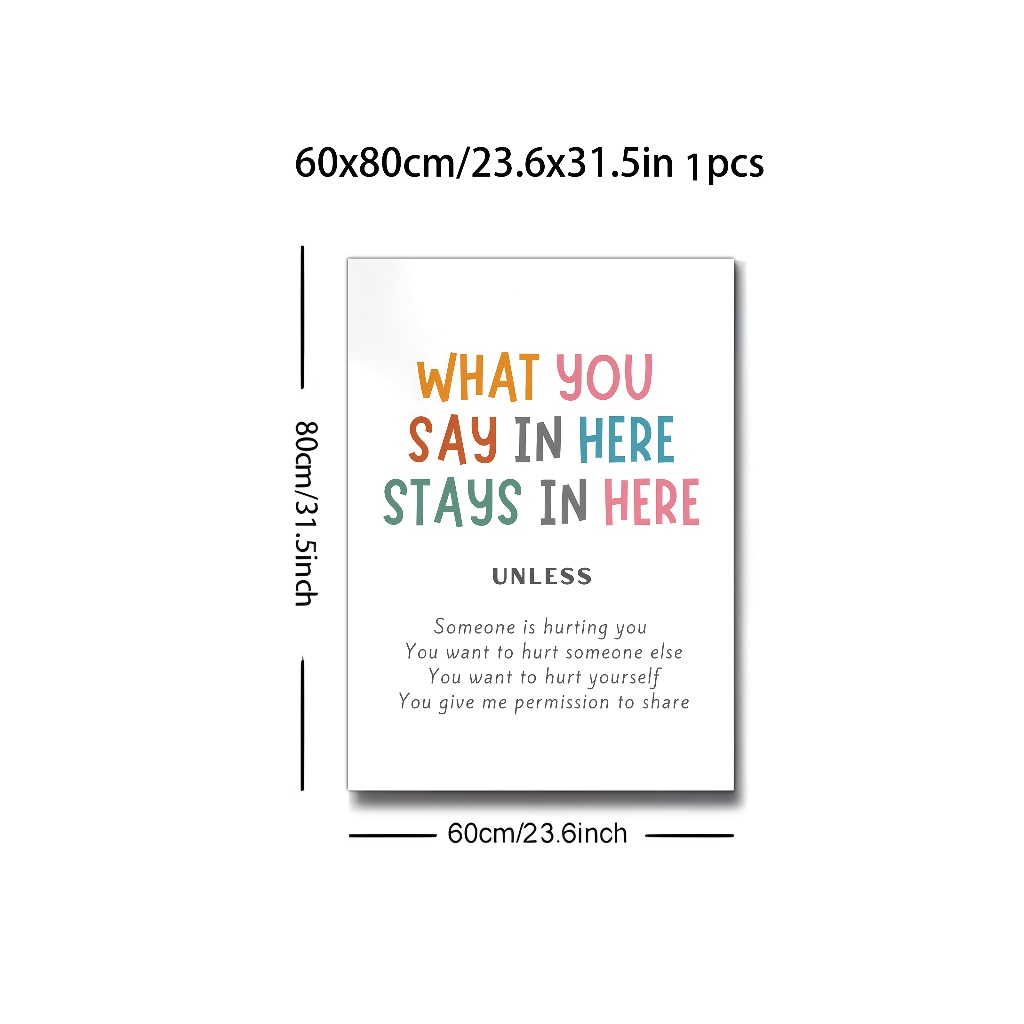 60x80cm/23.6x31.5in 1pcs
80cm/31.5inch
WHAT YOU
SAY IN HERE
STAYS IN HERE
UNLESS
Someone is hurting you
You want to hurt someone else
You want to hurt yourself
You give me permission to share
60cm/23.6inch